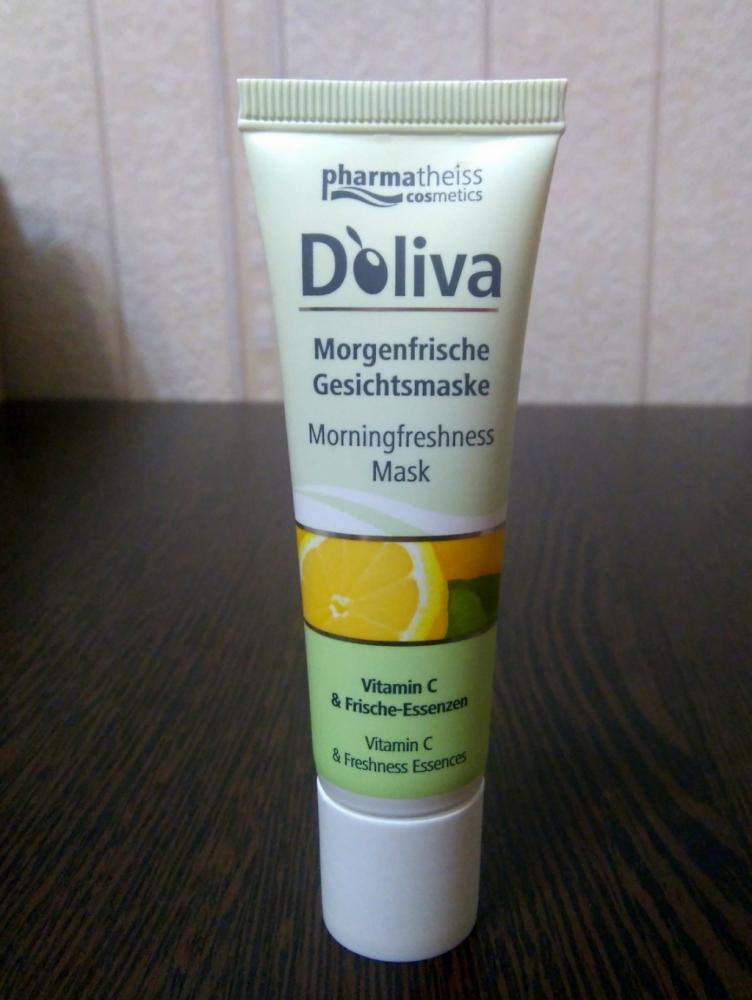 pharmatheiss
cosmetics
D'oliva
Morgenfrische
Gesichtsmaske
Morningfreshness
Mask
Vitamin C
& Frische-Essenzen
Vitamin C
& Freshness Essences